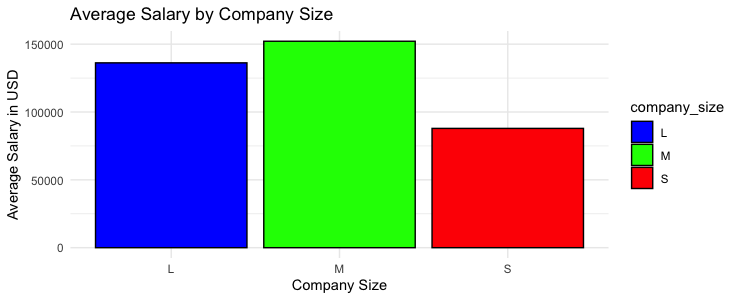 Average Salary by Company Size
Average Salary in USD
150000
100000
50000
0
L
M
S
Company Size
company_size
L
M
S